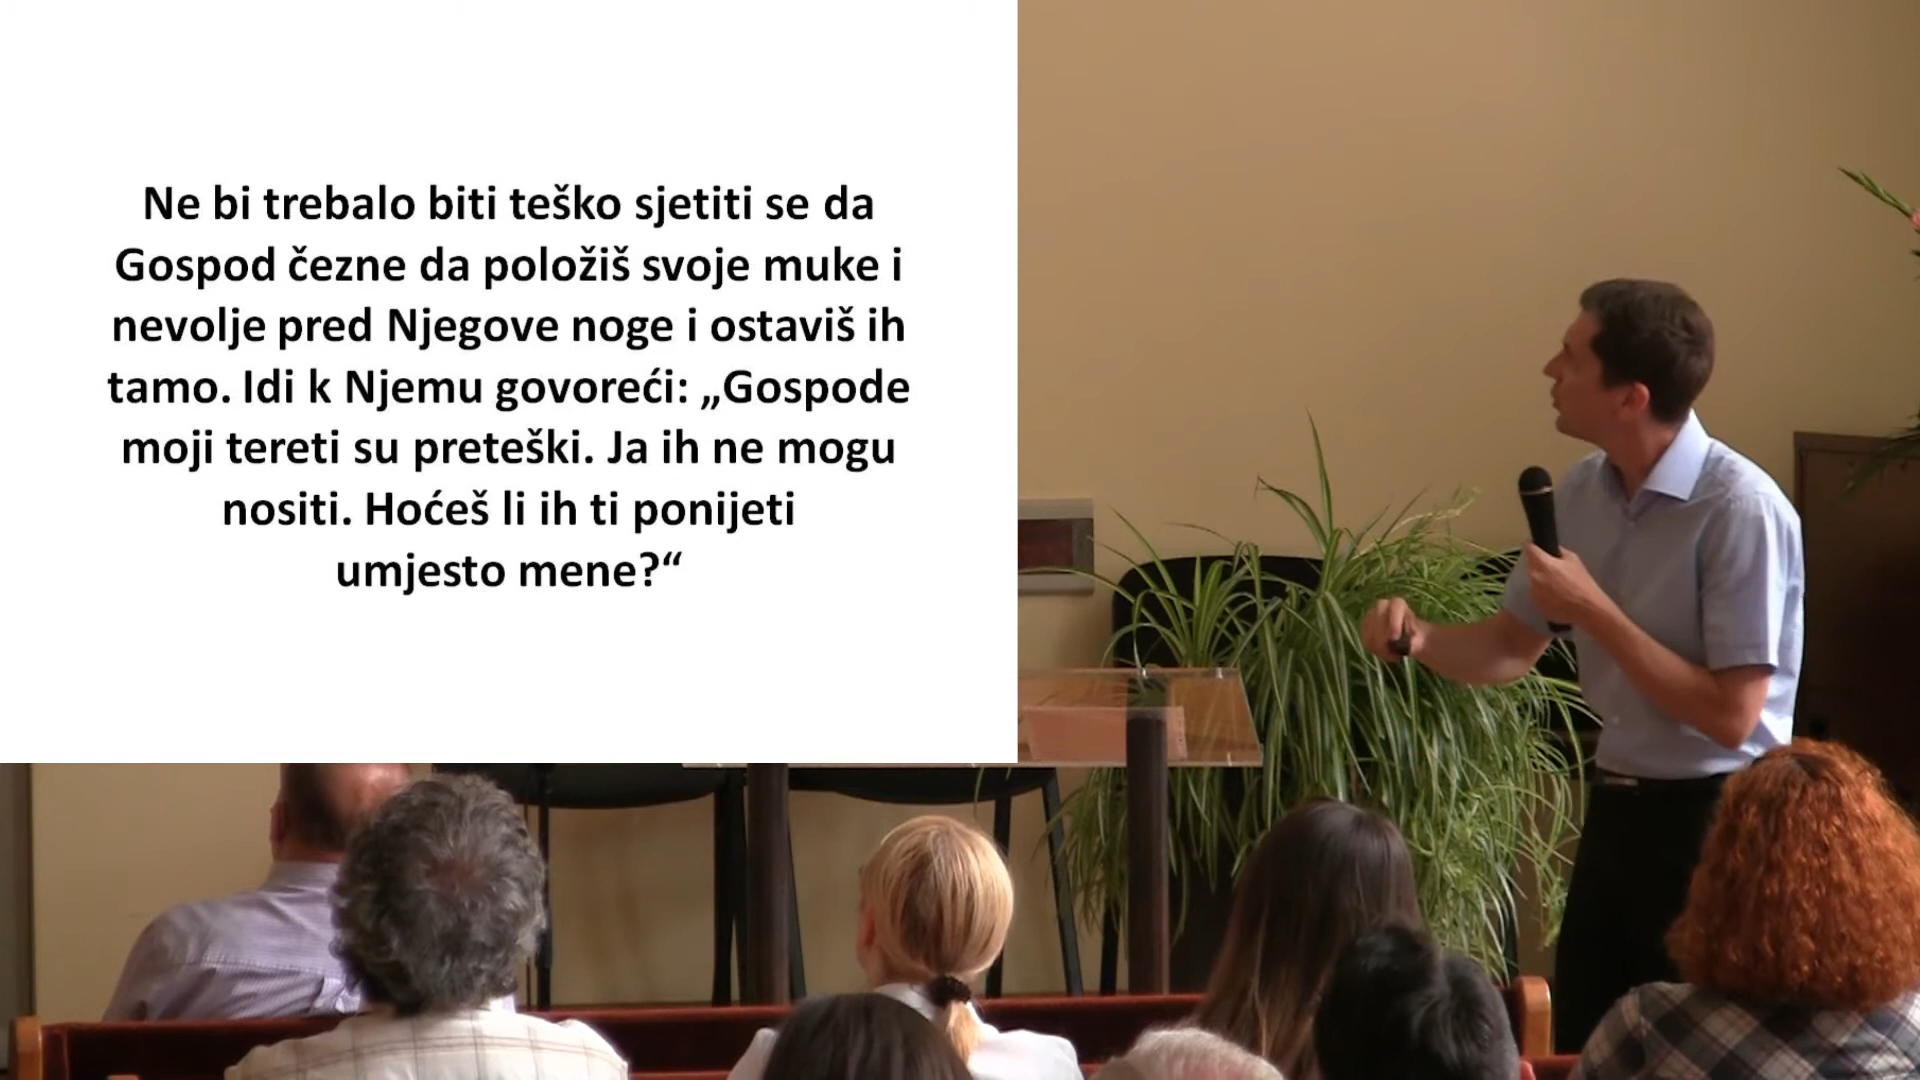 Ne bi trebalo biti teško sjetiti se da
Gospod čezne da položiš svoje muke i
nevolje pred Njegove noge i ostaviš ih
tamo. Idi k Njemu govoreći: „Gospode
moji tereti su preteški. Ja ih ne mogu
nositi. Hoćeš li ih ti ponijeti
umjesto mene?“